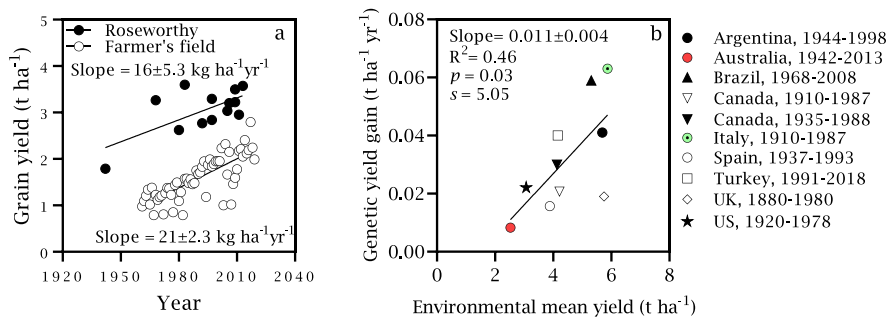 5
4
3
2
1
0
Grain yield (t ha⁻¹)
Roseworthy
Farmer's field
a
Slope = 16±5.3 kg ha⁻¹yr⁻¹
Slope = 21±2.3 kg ha⁻¹yr⁻¹
1920 1950 1980 2010 2040
Year
0.08
0.06
0.04
0.02
0.00
Genetic yield gain (t ha⁻¹ yr⁻¹)
Slope= 0.011±0.004
b
R²= 0.46
p = 0.03
s = 5.05
0 2 4 6 8
Environmental mean yield (t ha⁻¹)
Argentina, 1944-1998
Australia, 1942-2013
Brazil, 1968-2008
Canada, 1910-1987
Canada, 1935-1988
Italy, 1910-1987
Spain, 1937-1993
Turkey, 1991-2018
UK, 1880-1980
US, 1920-1978